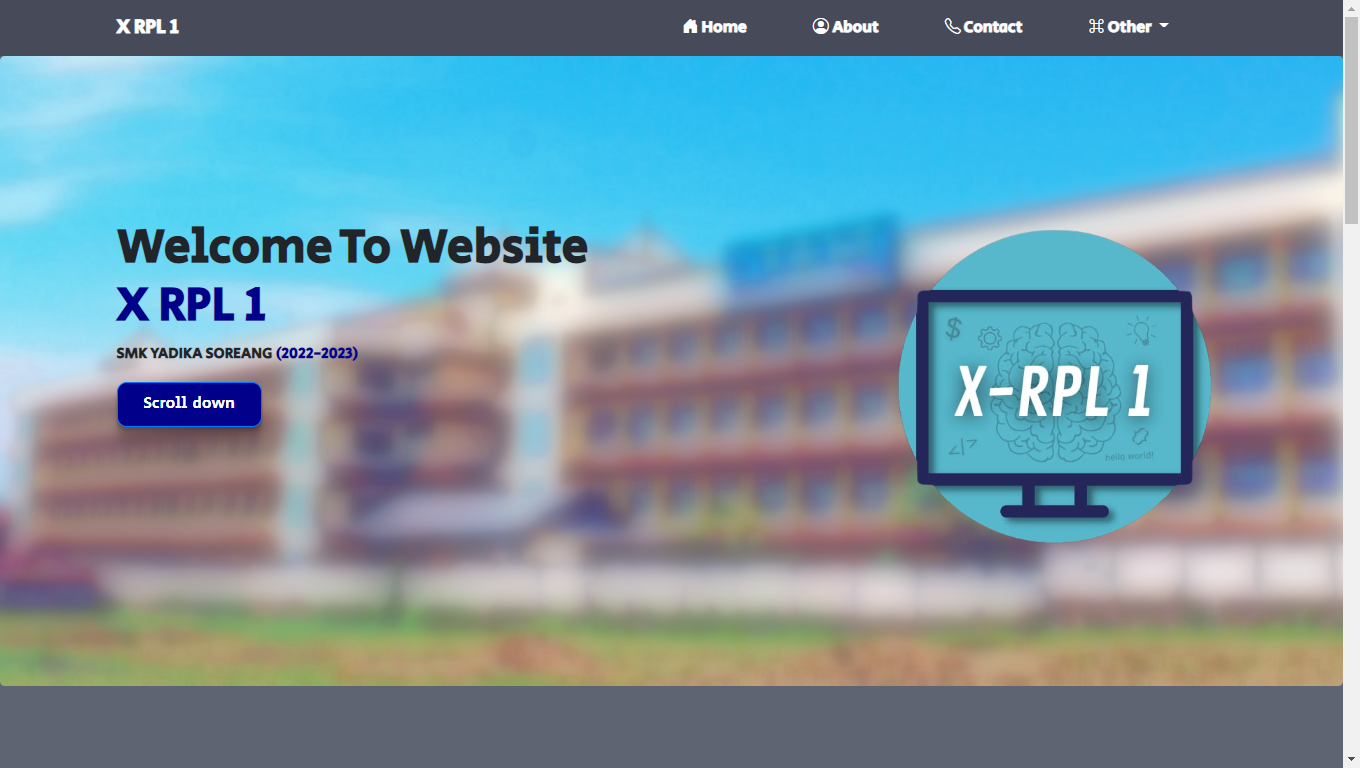 X RPL 1
Home
About
Contact
Other
Welcome To Website
X RPL 1
SMK YADIKA SOREANG (2022-2023)
Scroll down
$
X-RPL 1
</>
hello world!